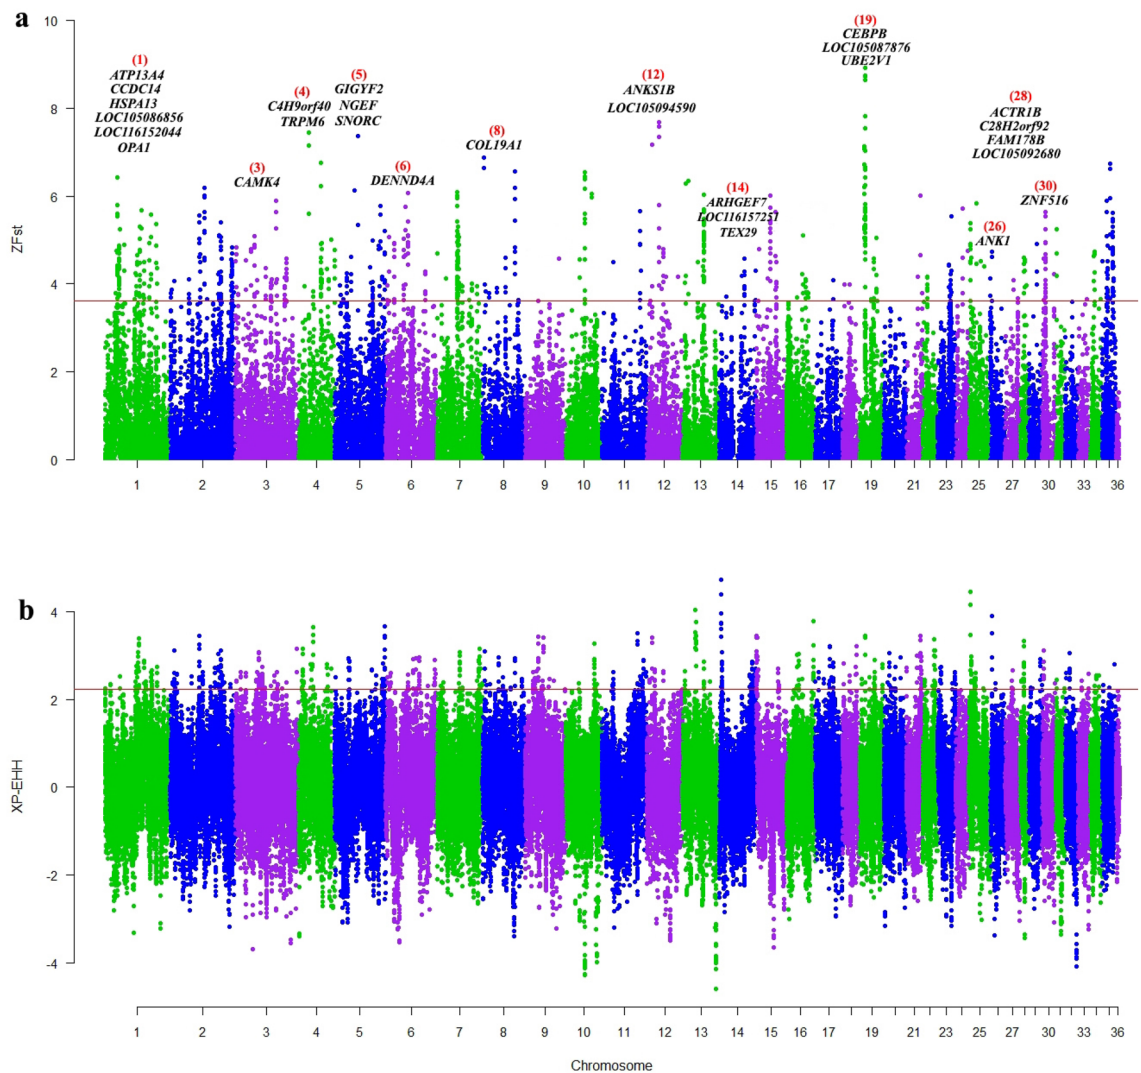 a
10
8
6
4
2
0
ZFst
(1)
ATP13A4
CCDC14
HSPA13
LOC105086856
LOC116152044
OPA1
(3)
CAMK4
(4)
C4H9orf40
TRPM6
(5)
GIGYF2
NGEF
SNORC
(6)
DENND4A
(8)
COL19A1
(12)
ANKS1B
LOC105094590
(14)
ARHGEF7
LOC116157251
TEX29
(19)
CEBPB
LOC105087876
UBE2V1
(26)
ANK1
(28)
ACTR1B
C28H2orf92
FAM178B
LOC105092680
(30)
ZNF516
1 2 3 4 5 6 7 8 9 10 11 12 13 14 15 16 17 19 21 25 27 30 33 36
b
4
2
0
-2
-4
XP-EHH
1 2 3 4 5 6 7 8 9 10 11 12 13 14 15 16 17 19 21 23 25 27 30 33 36
Chromosome